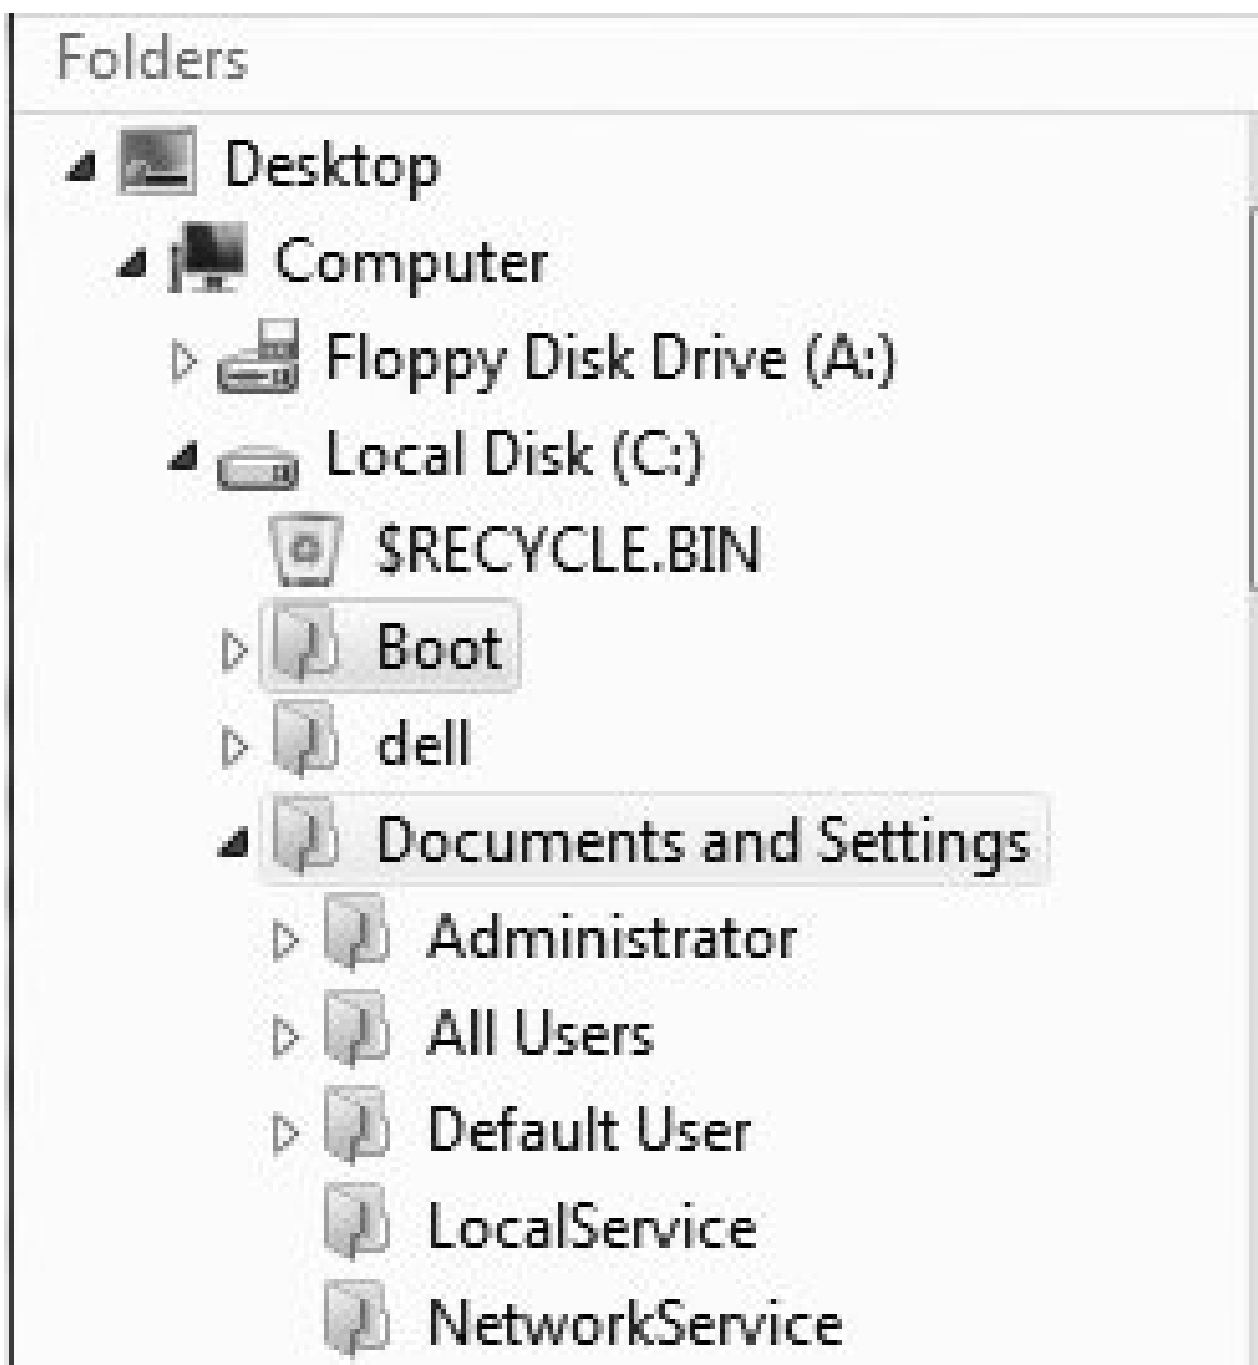 Folders
Desktop
Computer
Floppy Disk Drive (A:)
Local Disk (C:)
$RECYCLE.BIN
Boot
dell
Documents and Settings
Administrator
All Users
Default User
LocalService
NetworkService